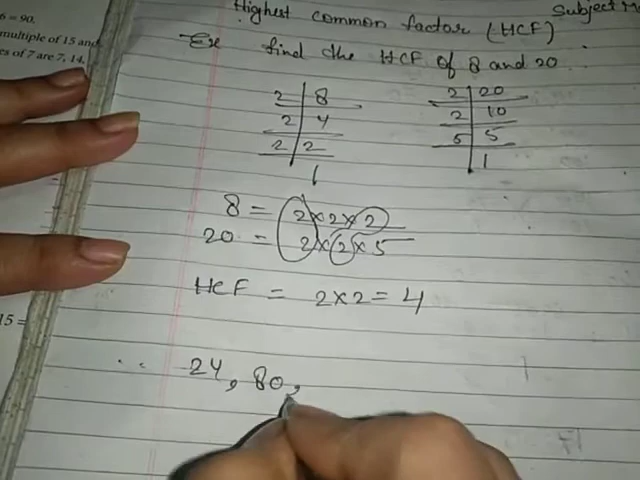 6 = 90.
multiple of 15 and
es of 7 are 7, 14,
15 =
Highest common factor (HCF)
Subject M
Ex find the HCF of 8 and 20
2 | 8
2 | 4
2 | 2
1
2 | 20
2 | 10
5 | 5
1
8 = 2×2×2
20 = 2×2×5
HCF = 2×2=4
24, 80,